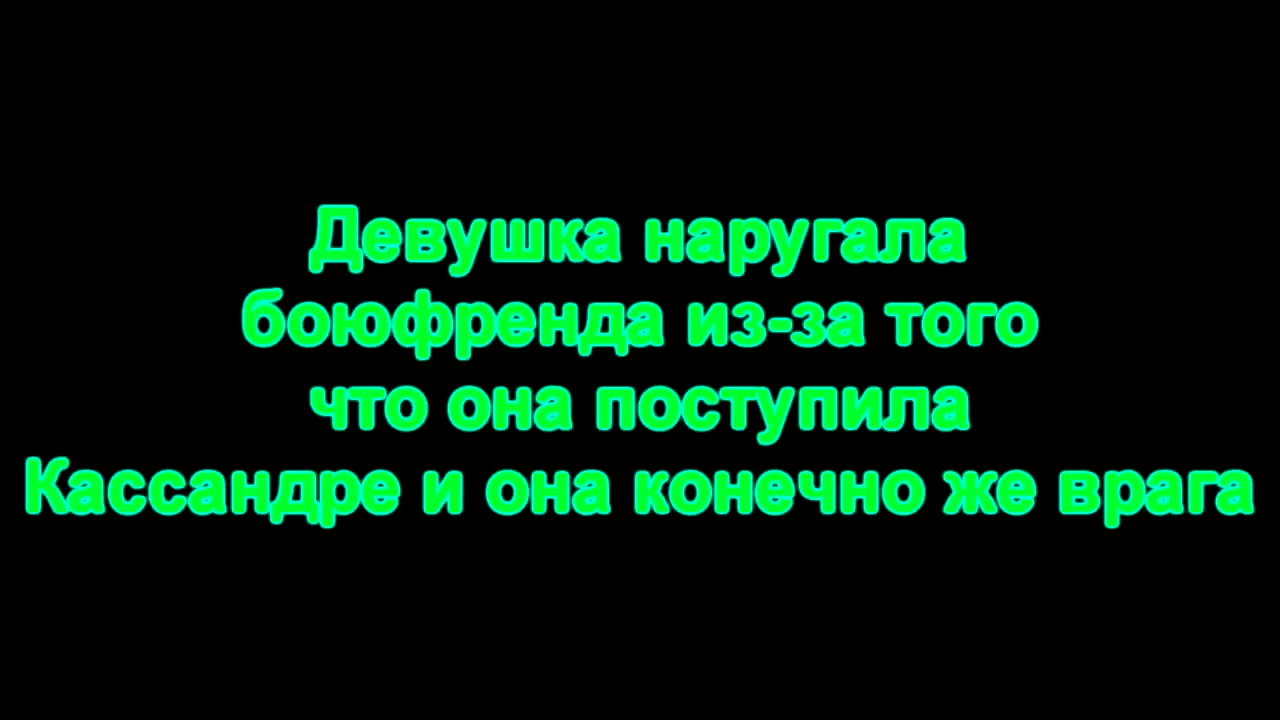 Девушка наругала
боюфренда из-за того
что она поступила
Кассандре и она конечно же врага